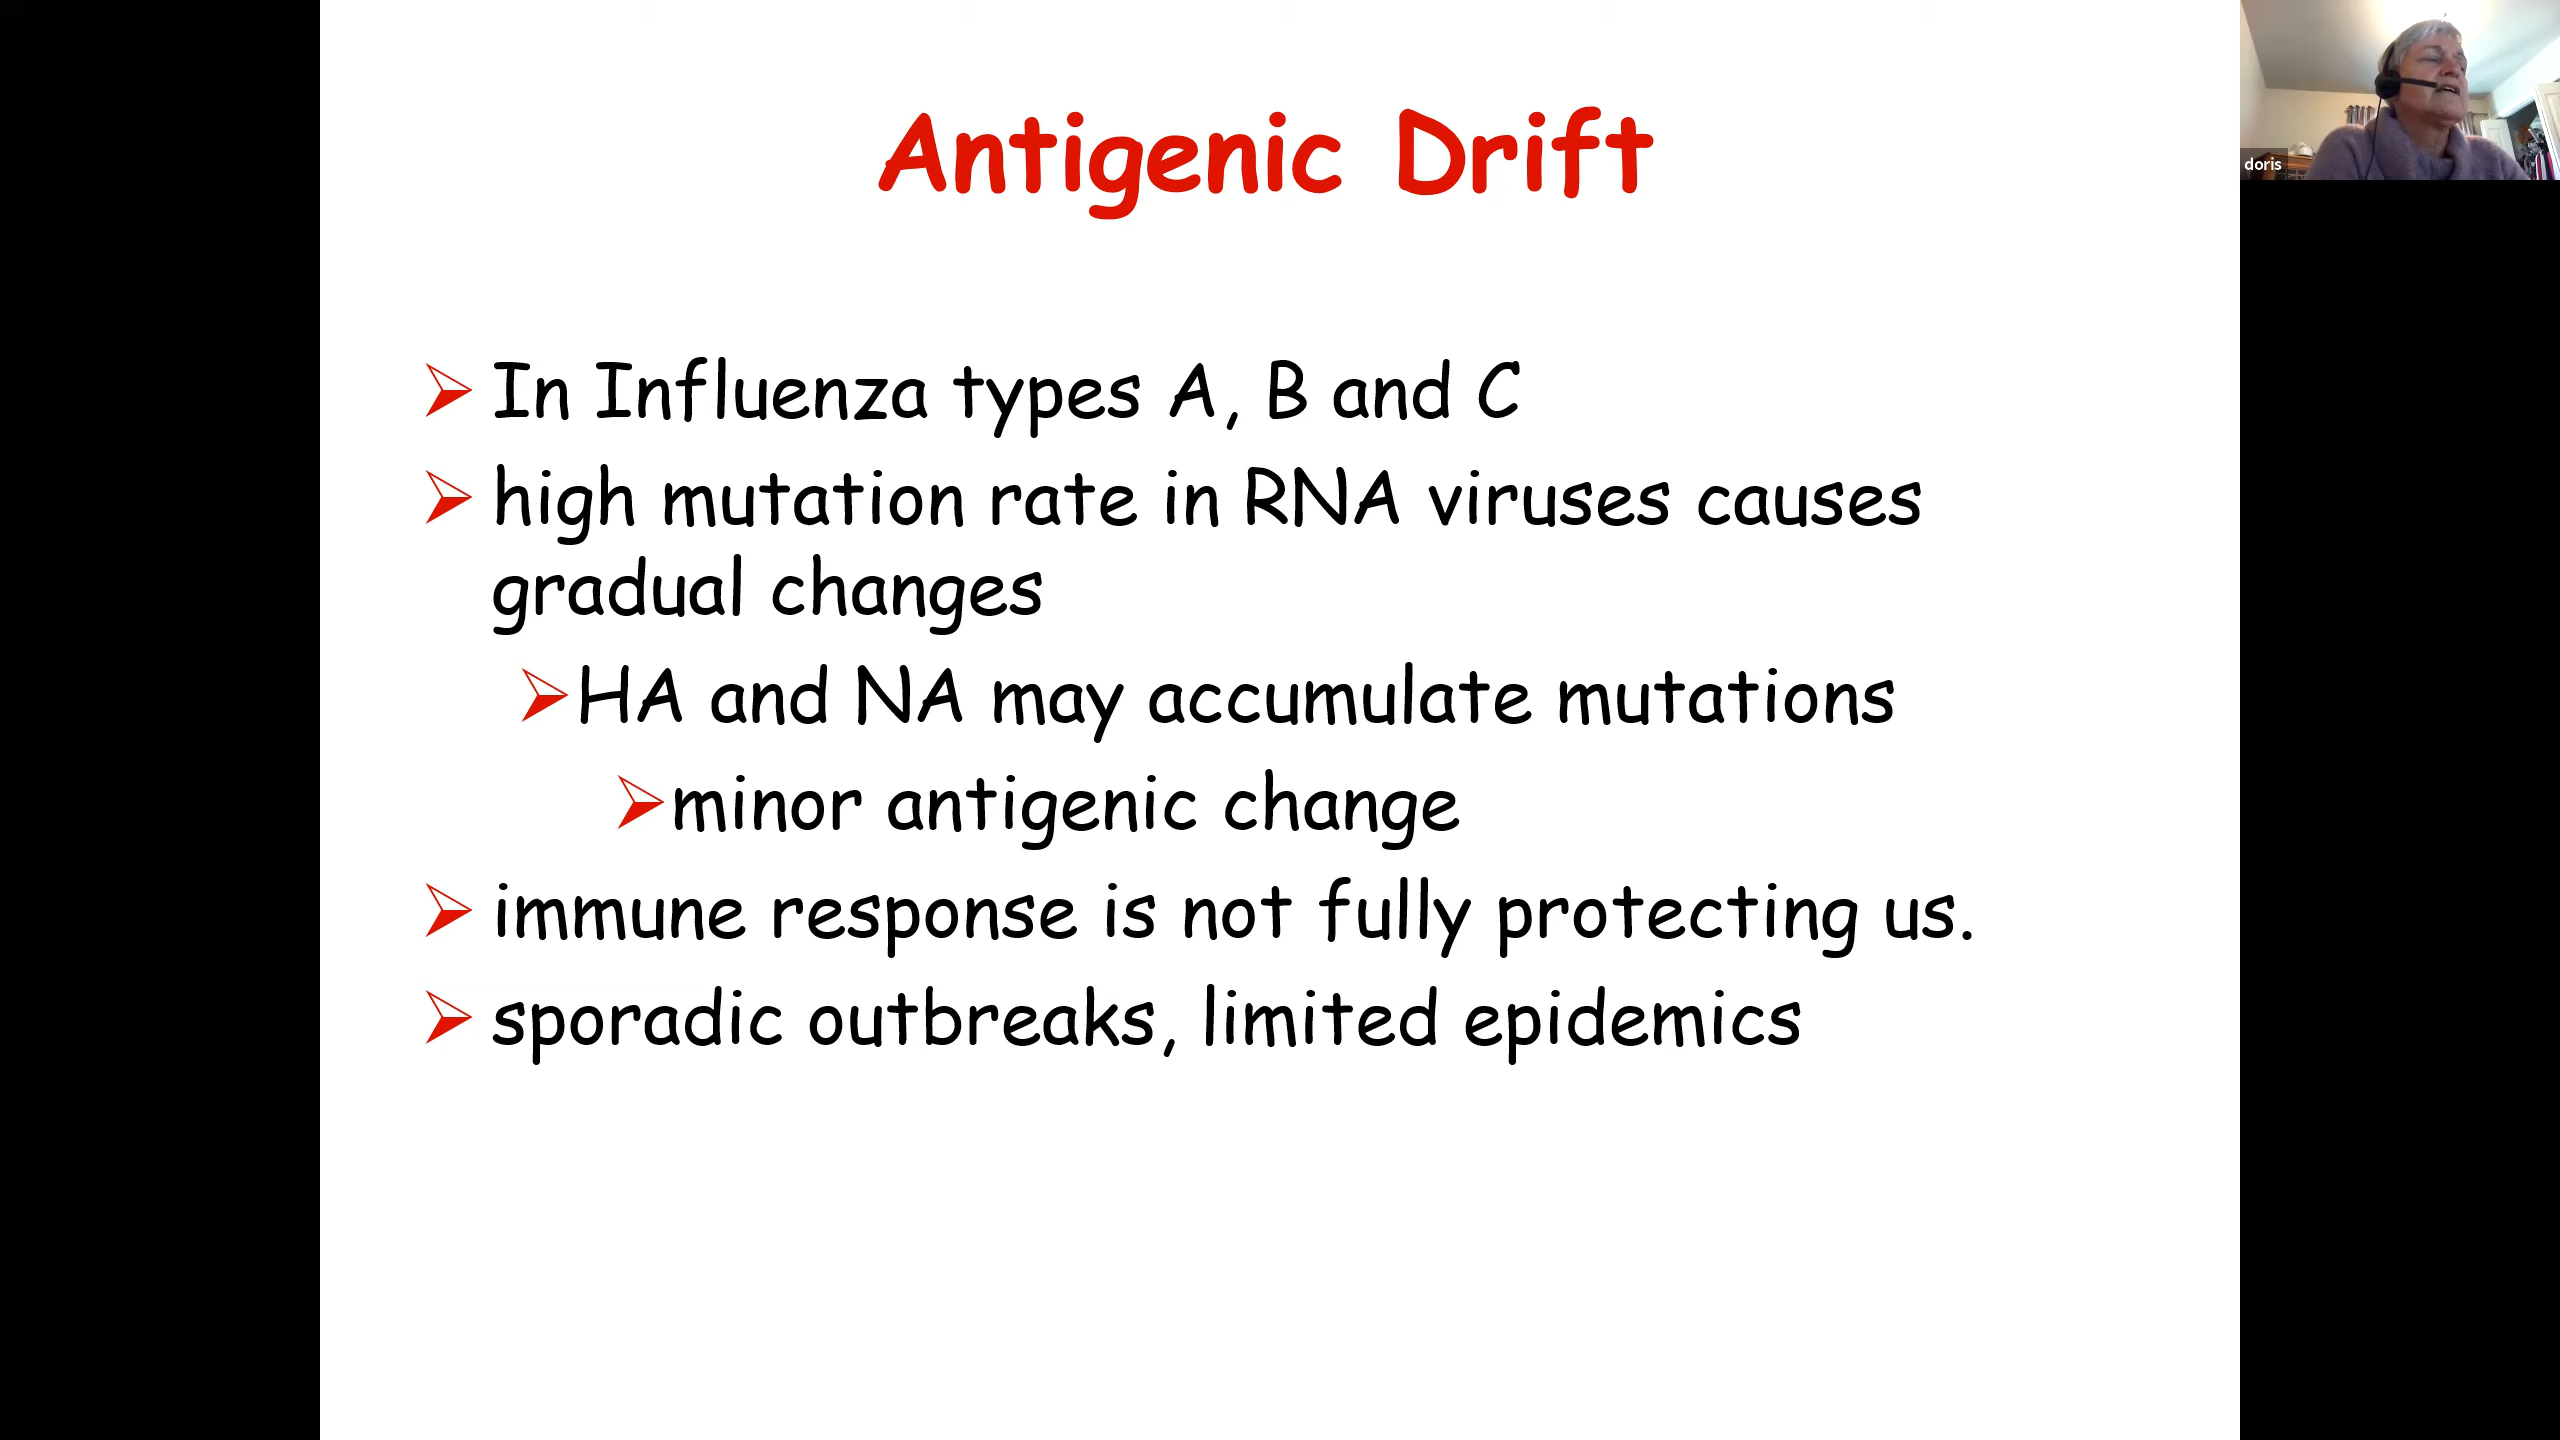 Antigenic Drift
doris
In Influenza types A, B and C
high mutation rate in RNA viruses causes
gradual changes
HA and NA may accumulate mutations
minor antigenic change
immune response is not fully protecting us.
sporadic outbreaks, limited epidemics